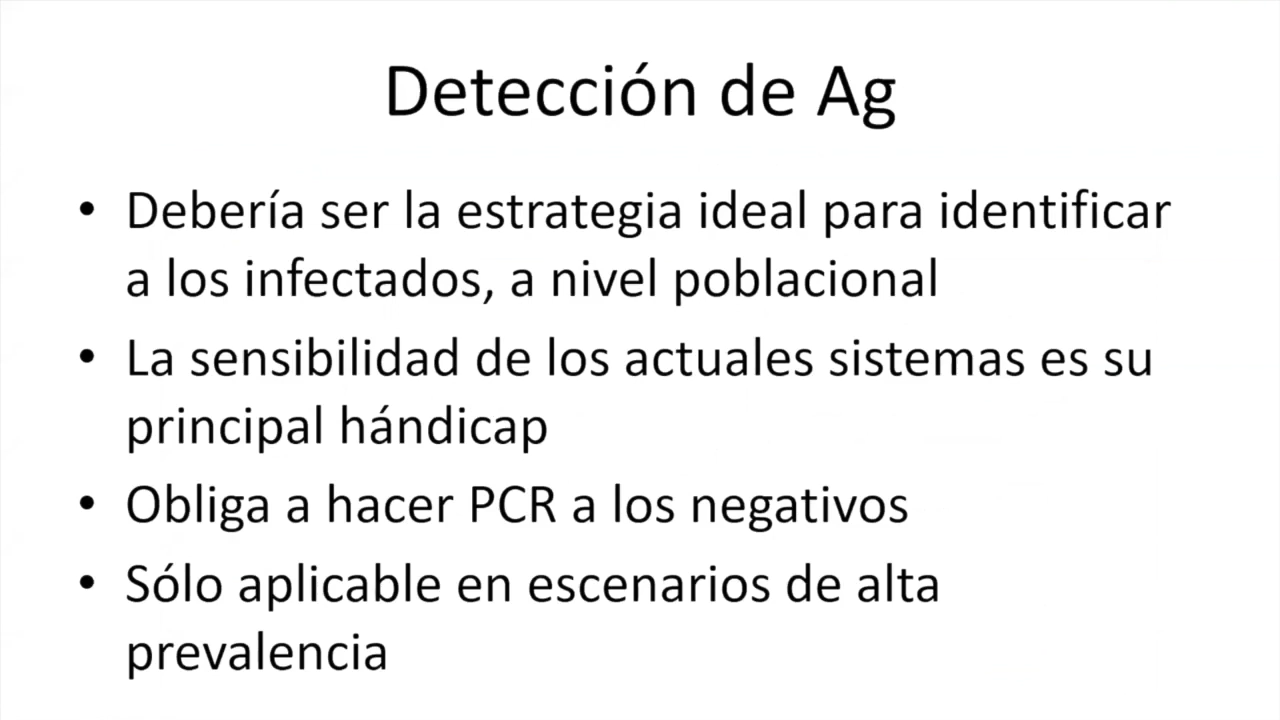 Detección de Ag
• Debería ser la estrategia ideal para identificar
a los infectados, a nivel poblacional
• La sensibilidad de los actuales sistemas es su
principal hándicap
• Obliga a hacer PCR a los negativos
• Sólo aplicable en escenarios de alta
prevalencia